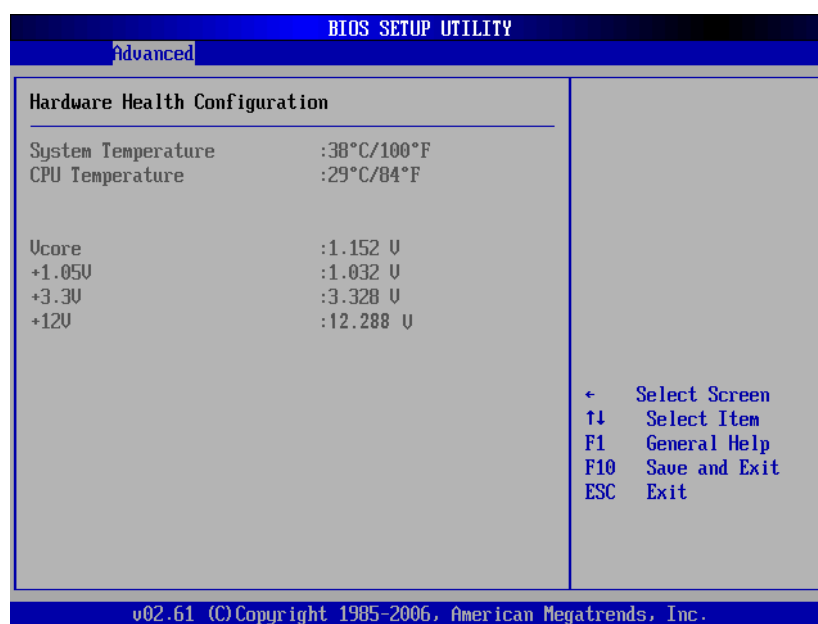 BIOS SETUP UTILITY
Advanced
Hardware Health Configuration
System Temperature :38°C/100°F
CPU Temperature :29°C/84°F
Vcore :1.152 V
+1.05V :1.032 V
+3.3V :3.328 V
+12V :12.288 V
← Select Screen
↑↓ Select Item
F1 General Help
F10 Save and Exit
ESC Exit
v02.61 (C)Copyright 1985-2006, American Megatrends, Inc.